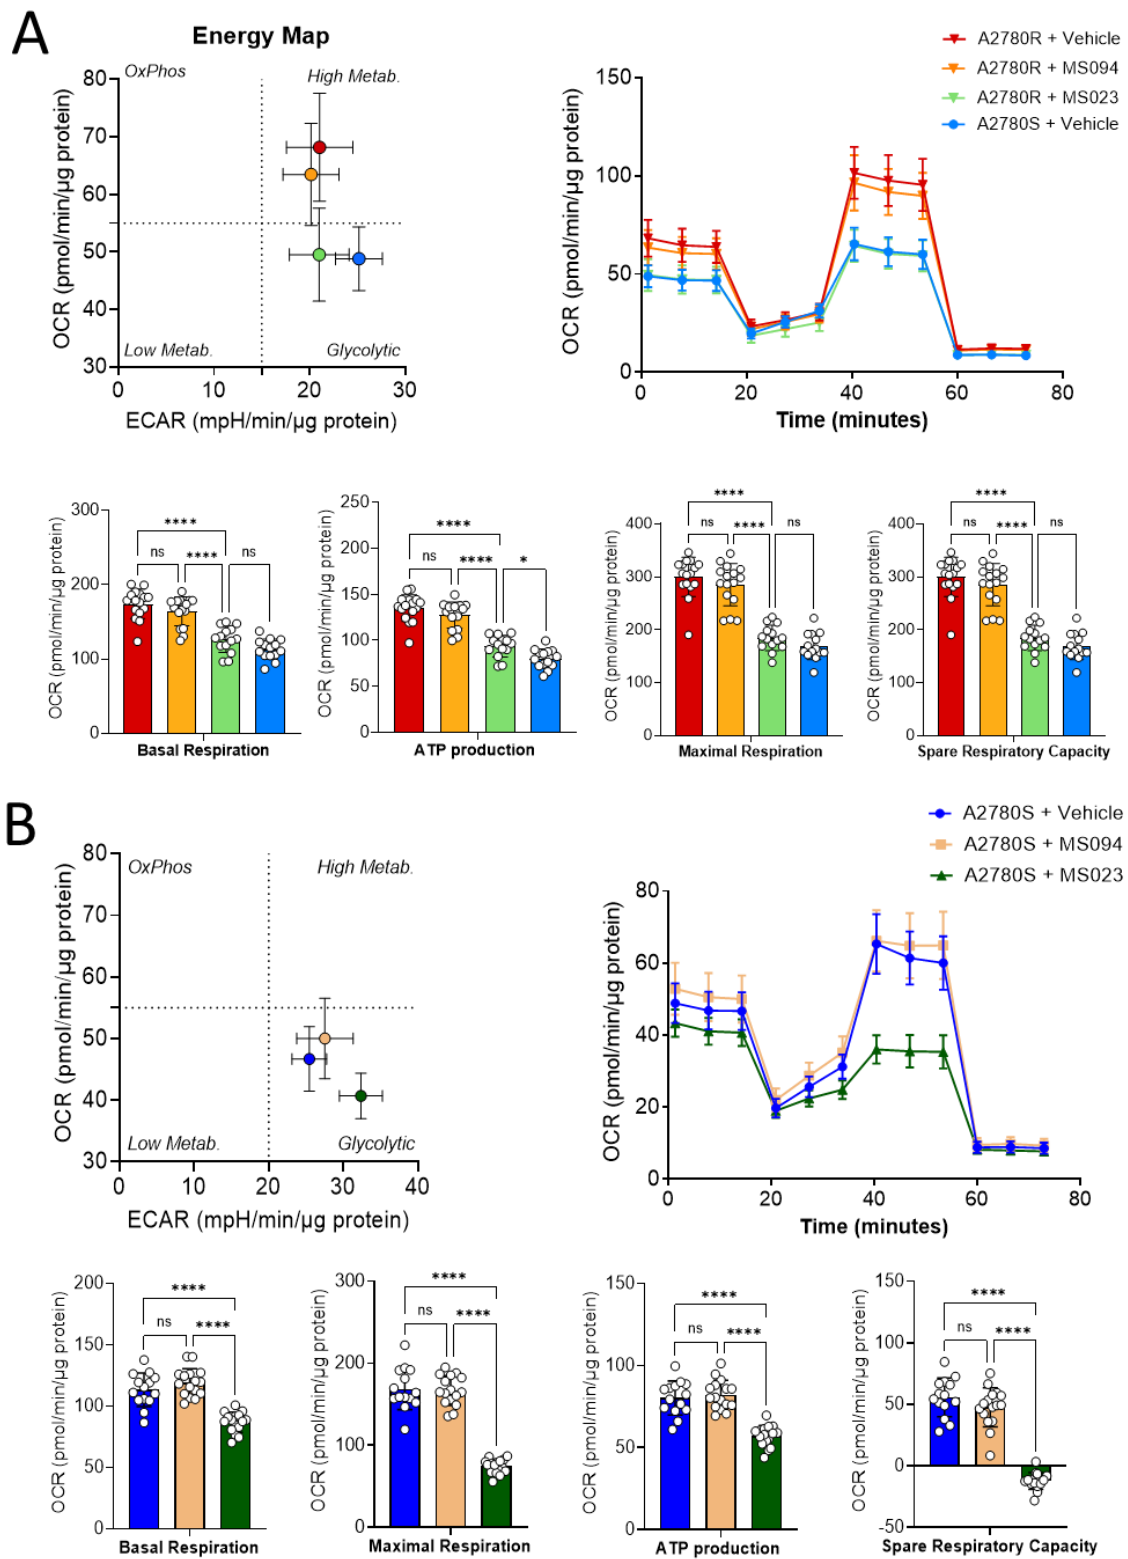 A
Energy Map
A2780R + Vehicle
A2780R + MS094
A2780R + MS023
A2780S + Vehicle
OxPhos
High Metab.
Low Metab.
Glycolytic
80
70
60
50
40
30
0
10
20
30
OCR (pmol/min/µg protein)
ECAR (mpH/min/µg protein)
150
100
50
0
0
20
40
60
80
OCR (pmol/min/µg protein)
Time (minutes)
300
200
100
0
OCR (pmol/min/µg protein)
****
ns
****
ns
Basal Respiration
250
200
150
100
50
0
OCR (pmol/min/µg protein)
****
ns
****
*
ATP production
400
300
200
100
0
OCR (pmol/min/µg protein)
****
ns
****
ns
Maximal Respiration
400
300
200
100
0
OCR (pmol/min/µg protein)
****
ns
****
ns
Spare Respiratory Capacity
B
A2780S + Vehicle
A2780S + MS094
A2780S + MS023
OxPhos
High Metab.
Low Metab.
Glycolytic
80
70
60
50
40
30
0
10
20
30
40
OCR (pmol/min/µg protein)
ECAR (mpH/min/µg protein)
80
60
40
20
0
0
20
40
60
80
OCR (pmol/min/µg protein)
Time (minutes)
200
150
100
50
0
OCR (pmol/min/µg protein)
****
ns
****
Basal Respiration
300
200
100
0
OCR (pmol/min/µg protein)
****
ns
****
Maximal Respiration
150
100
50
0
OCR (pmol/min/µg protein)
****
ns
****
ATP production
150
100
50
0
-50
OCR (pmol/min/µg protein)
****
ns
****
Spare Respiratory Capacity